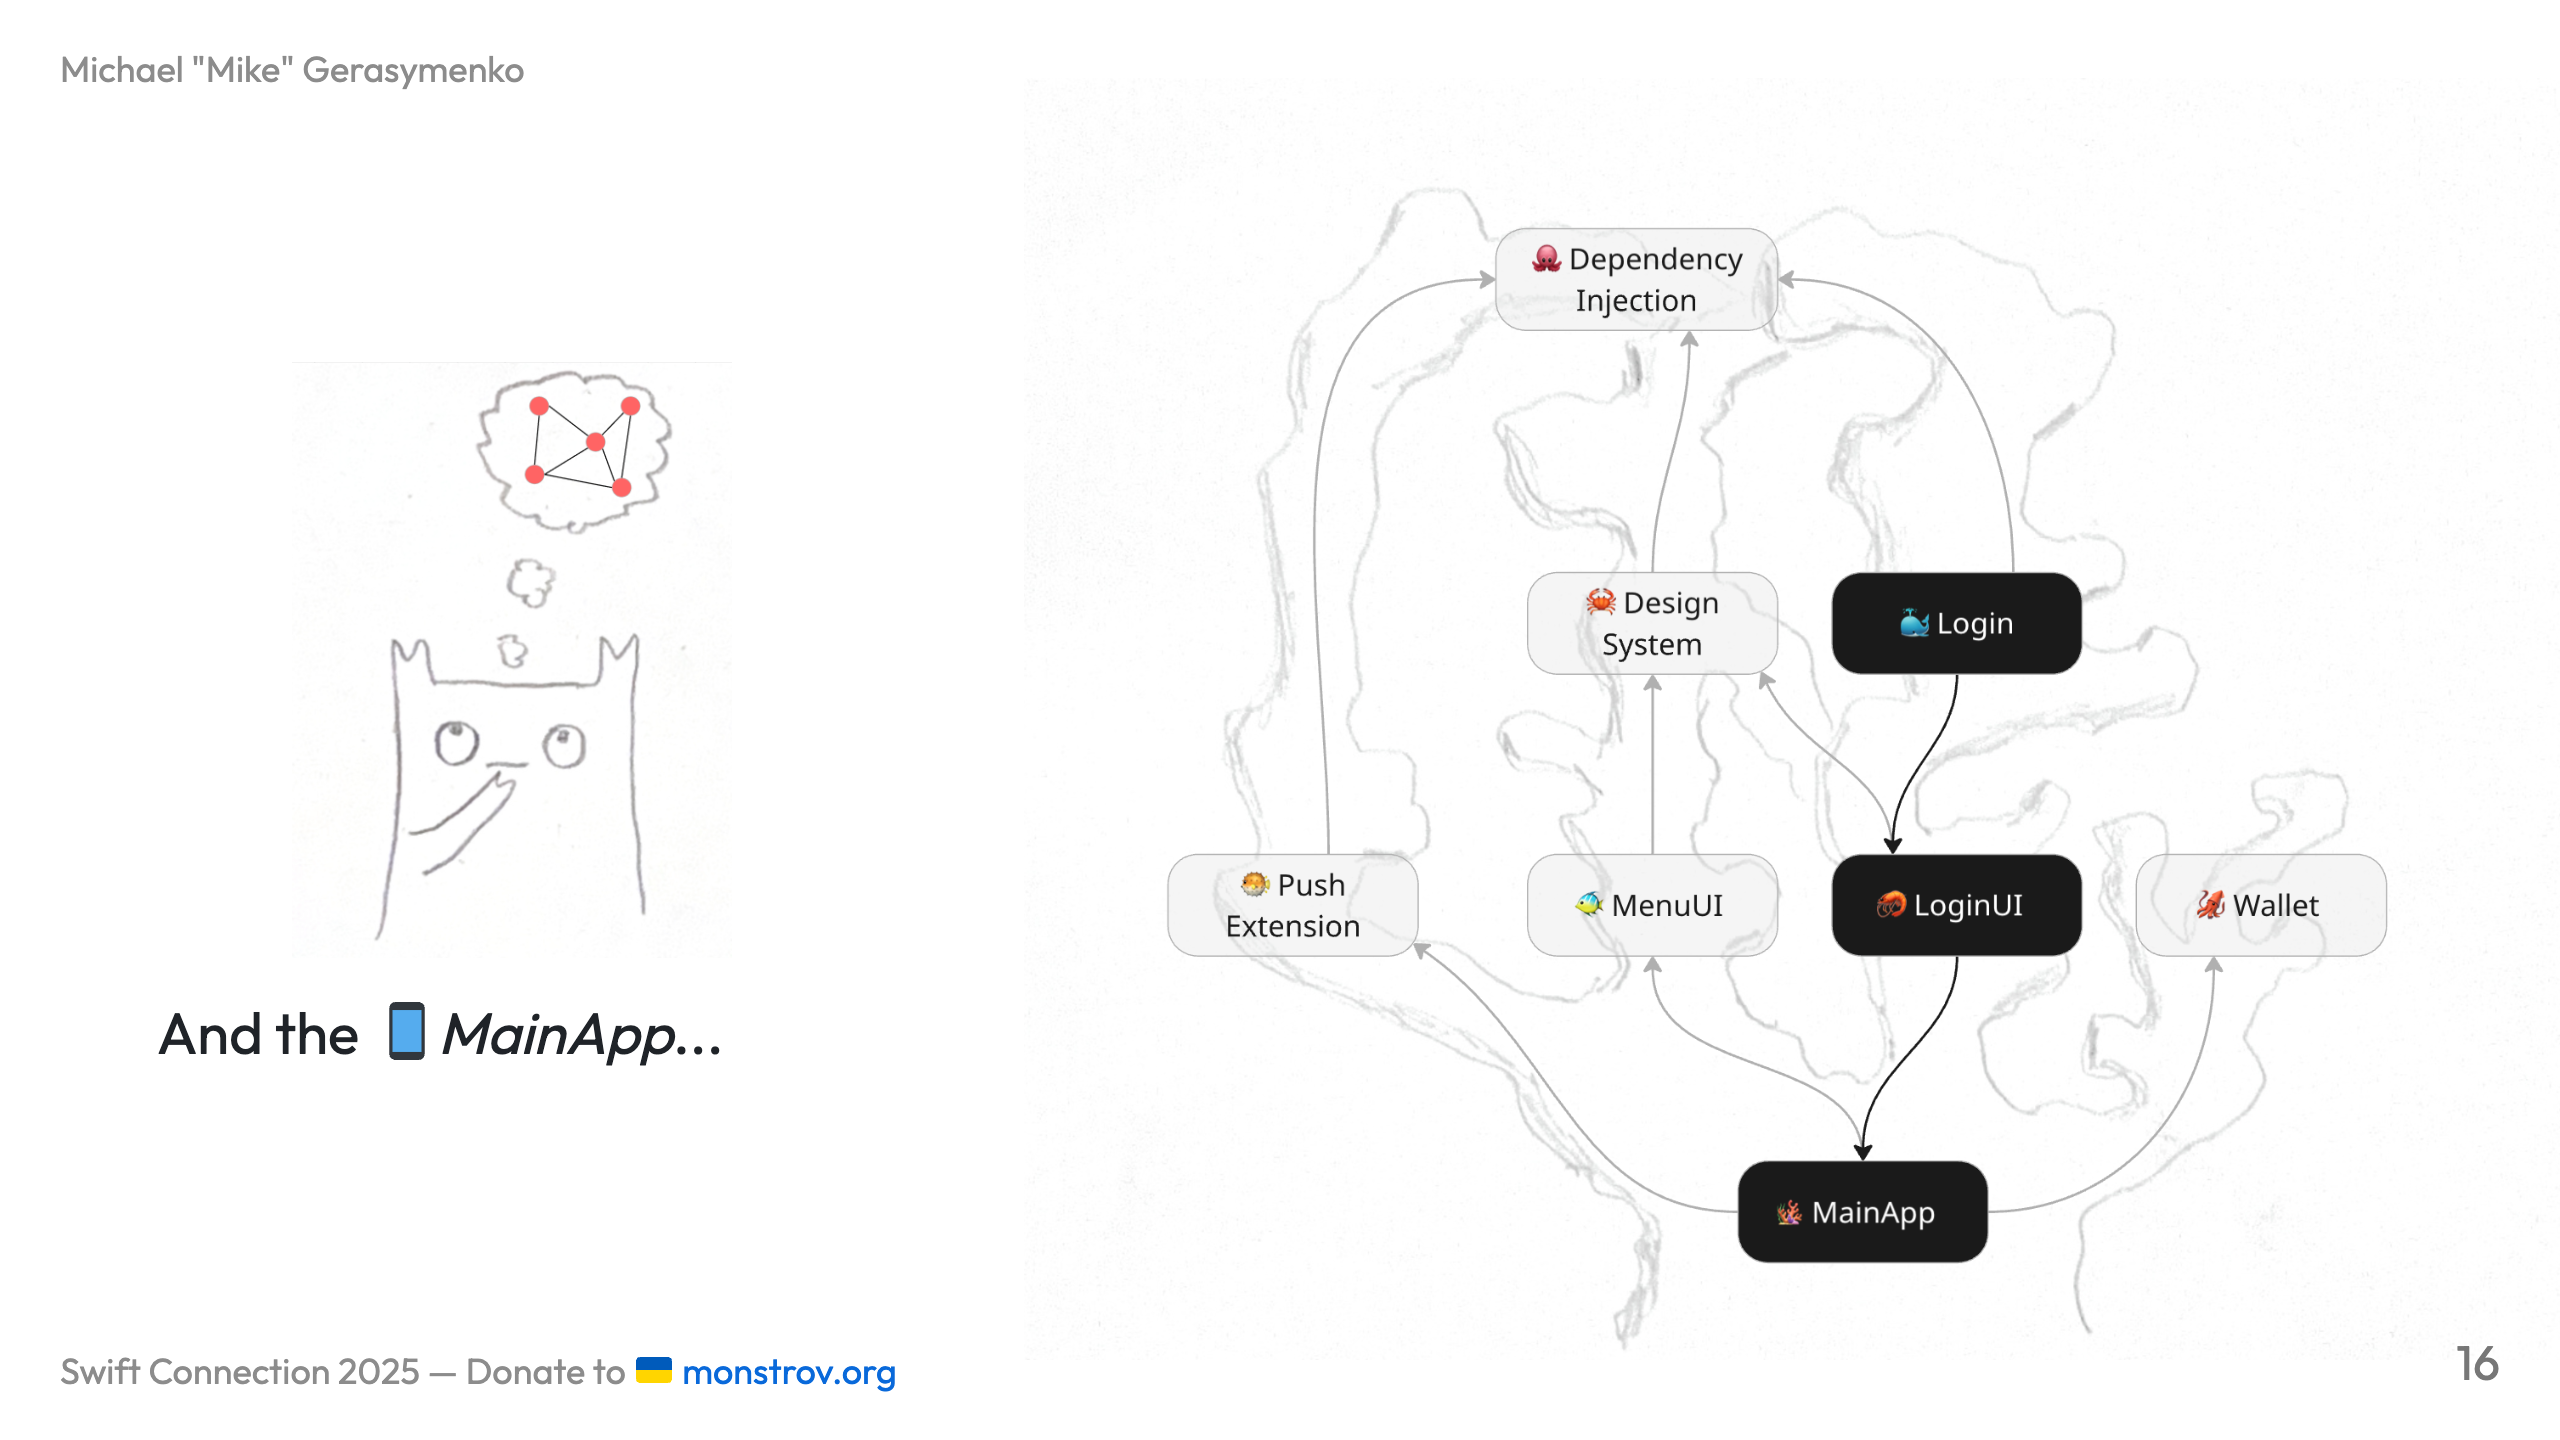 Michael "Mike" Gerasymenko
And the 📱 MainApp...
🐙 Dependency
Injection
🦀 Design
System
🐳 Login
🐡 Push
Extension
🐠 MenuUI
🦐 LoginUI
🦑 Wallet
🪸 MainApp
Swift Connection 2025 — Donate to 🇺🇦 monstrov.org
16